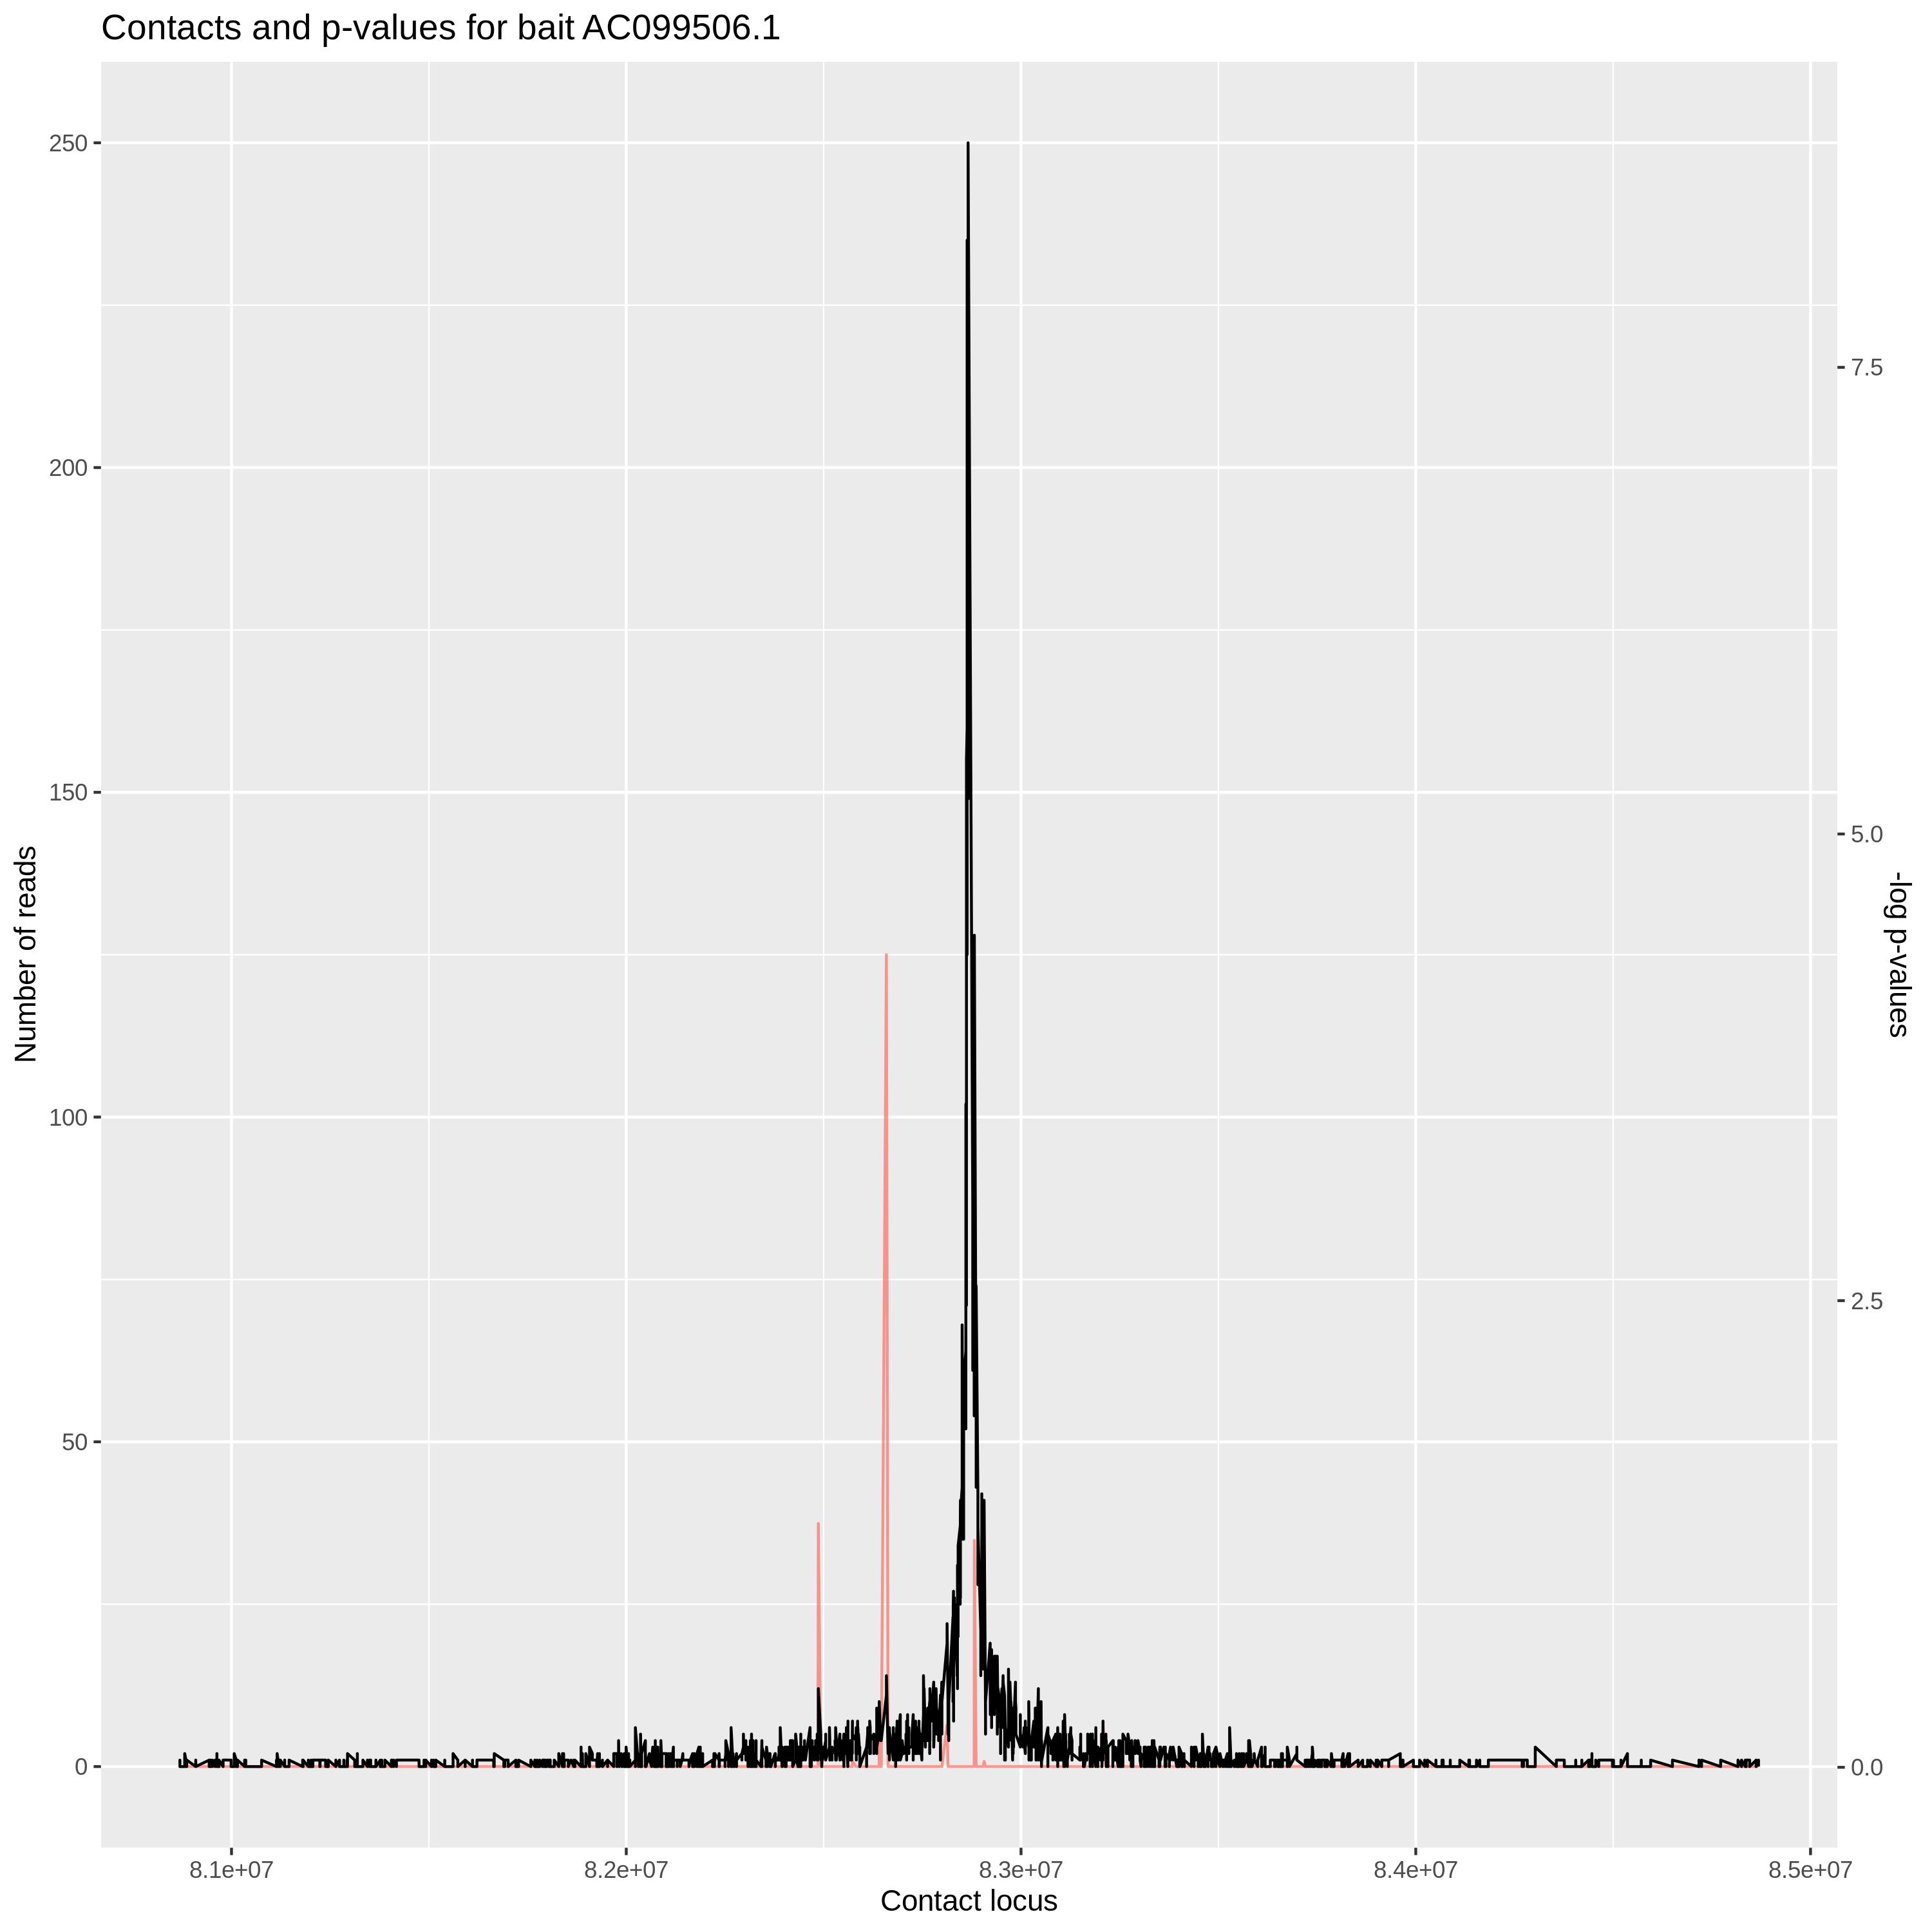 Contacts and p-values for bait AC099506.1
250
200
150
100
50
0
Number of reads
7.5
5.0
2.5
0.0
-log p-values
8.1e+07
8.2e+07
8.3e+07
8.4e+07
8.5e+07
Contact locus